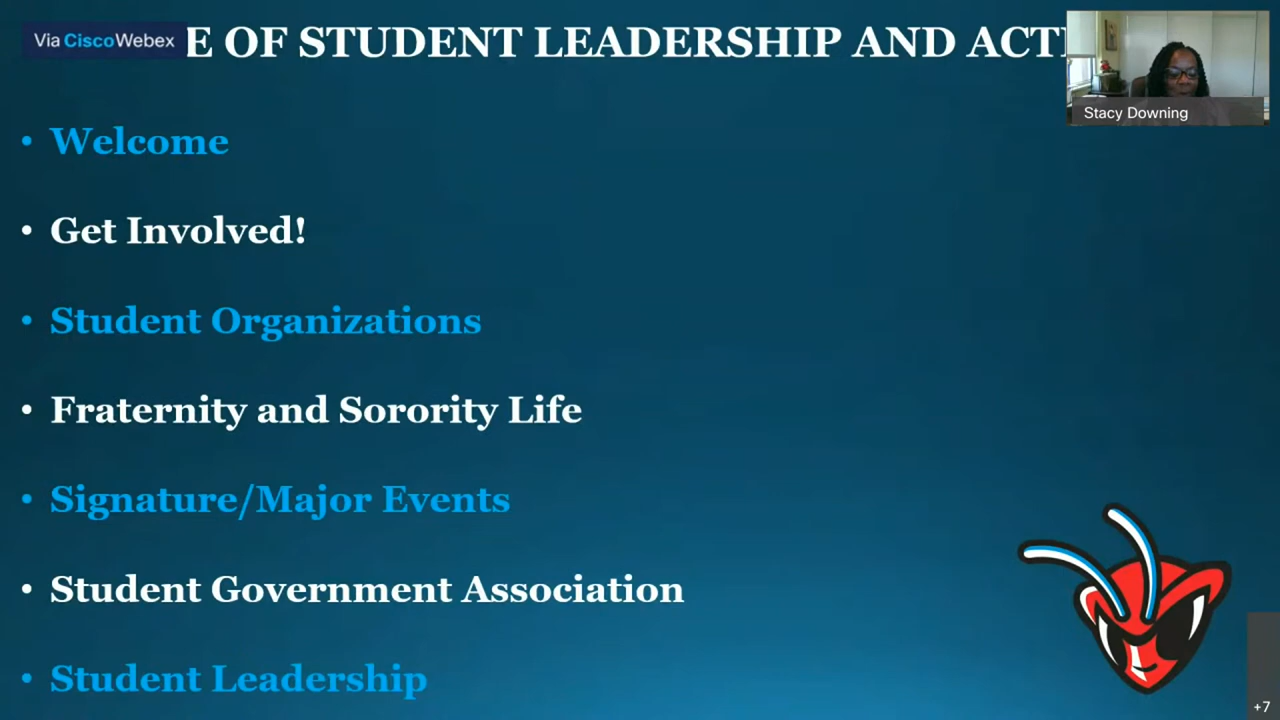 Via Cisco Webex
E OF STUDENT LEADERSHIP AND ACT
Stacy Downing
• Welcome
• Get Involved!
• Student Organizations
• Fraternity and Sorority Life
• Signature/Major Events
• Student Government Association
• Student Leadership
+7